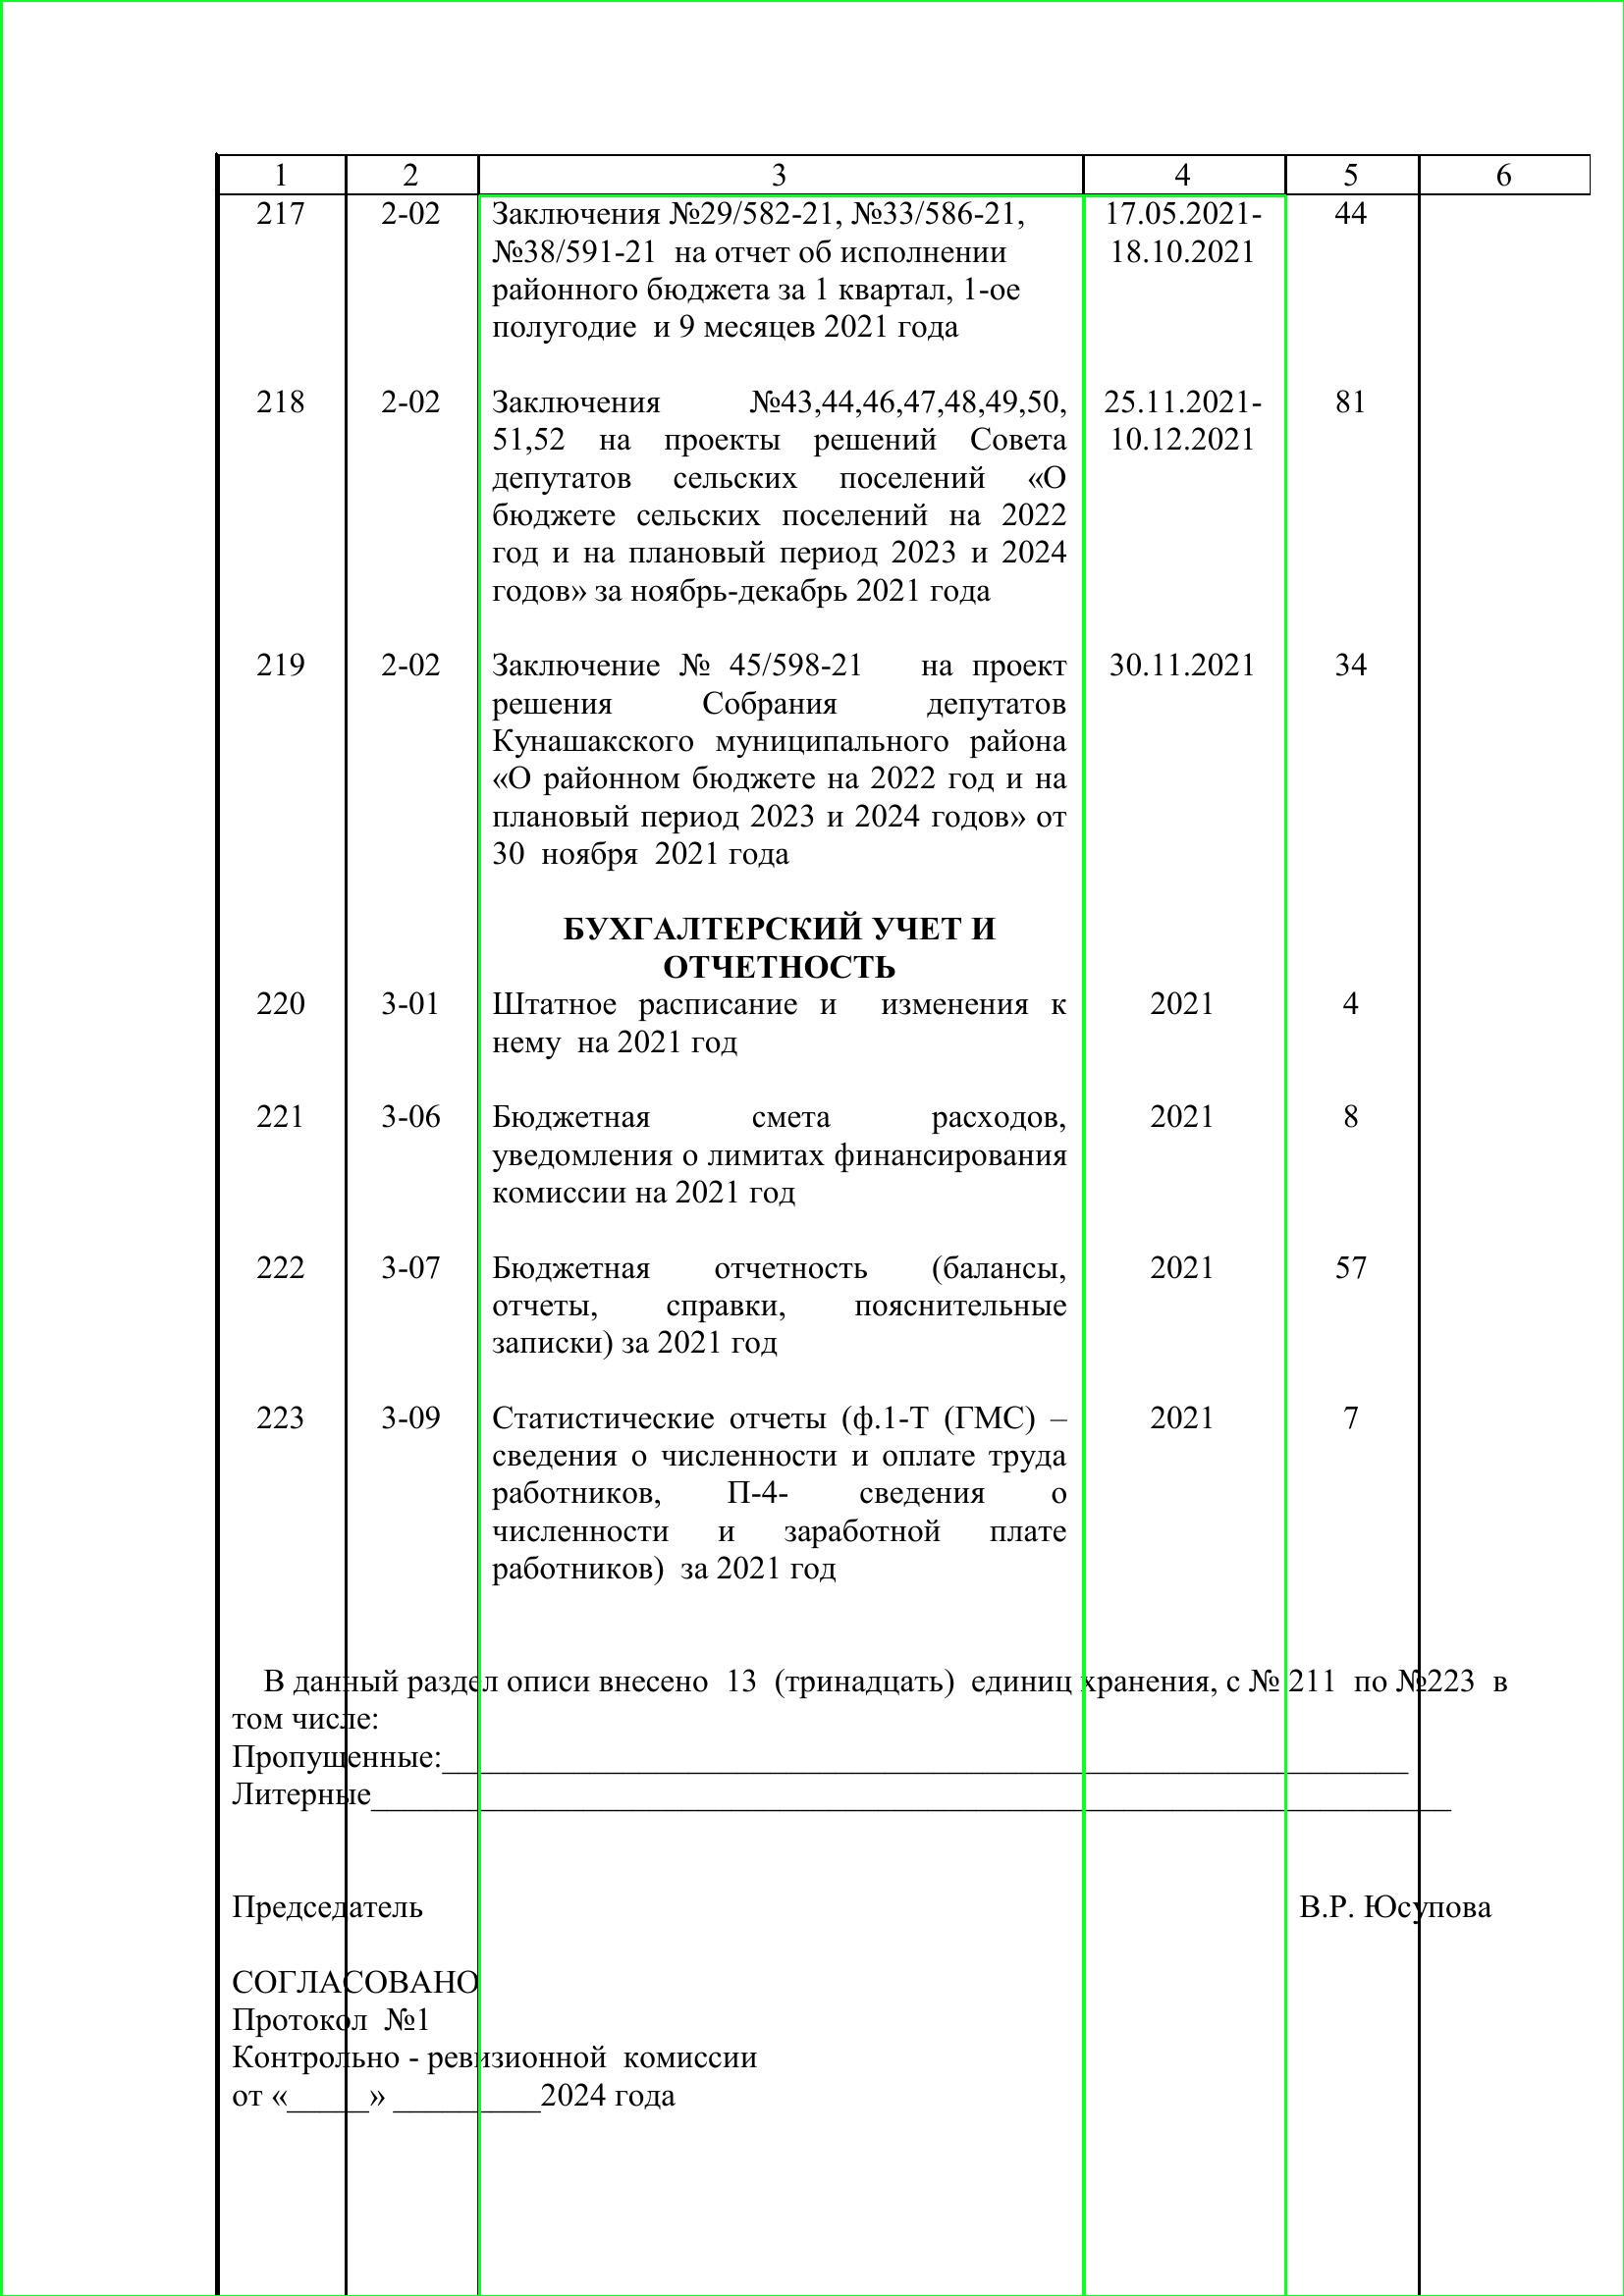 1 2 3 4 5 6
217 2-02 Заключения №29/582-21, №33/586-21, 17.05.2021- 44
№38/591-21 на отчет об исполнении 18.10.2021
районного бюджета за 1 квартал, 1-ое
полугодие и 9 месяцев 2021 года
218 2-02 Заключения №43,44,46,47,48,49,50, 25.11.2021- 81
51,52 на проекты решений Совета 10.12.2021
депутатов сельских поселений «О
бюджете сельских поселений на 2022
год и на плановый период 2023 и 2024
годов» за ноябрь-декабрь 2021 года
219 2-02 Заключение № 45/598-21 на проект 30.11.2021 34
решения Собрания депутатов
Кунашакского муниципального района
«О районном бюджете на 2022 год и на
плановый период 2023 и 2024 годов» от
30 ноября 2021 года
БУХГАЛТЕРСКИЙ УЧЕТ И
ОТЧЕТНОСТЬ
220 3-01 Штатное расписание и изменения к 2021 4
нему на 2021 год
221 3-06 Бюджетная смета расходов, 2021 8
уведомления о лимитах финансирования
комиссии на 2021 год
222 3-07 Бюджетная отчетность (балансы, 2021 57
отчеты, справки, пояснительные
записки) за 2021 год
223 3-09 Статистические отчеты (ф.1-Т (ГМС) – 2021 7
сведения о численности и оплате труда
работников, П-4- сведения о
численности и заработной плате
работников) за 2021 год
В данный раздел описи внесено 13 (тринадцать) единиц хранения, с № 211 по №223 в
том числе:
Пропущенные:____________________________________________________________
Литерные___________________________________________________________________
Председатель В.Р. Юсупова
СОГЛАСОВАНО
Протокол №1
Контрольно - ревизионной комиссии
от «_____» _________2024 года